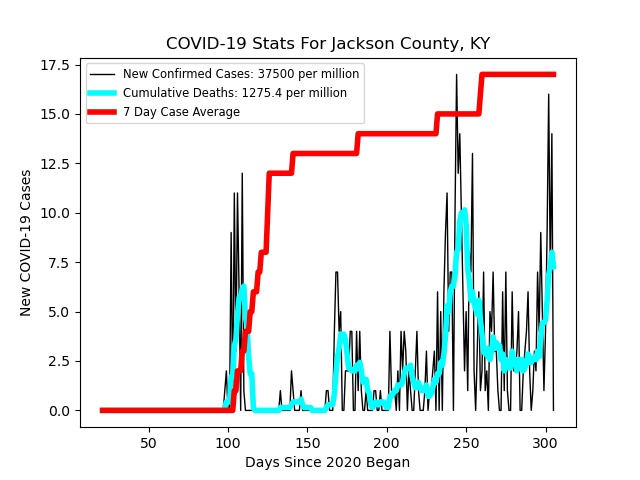 COVID-19 Stats For Jackson County, KY
New Confirmed Cases: 37500 per million
Cumulative Deaths: 1275.4 per million
7 Day Case Average
New COVID-19 Cases
17.5
15.0
12.5
10.0
7.5
5.0
2.5
0.0
50 100 150 200 250 300
Days Since 2020 Began